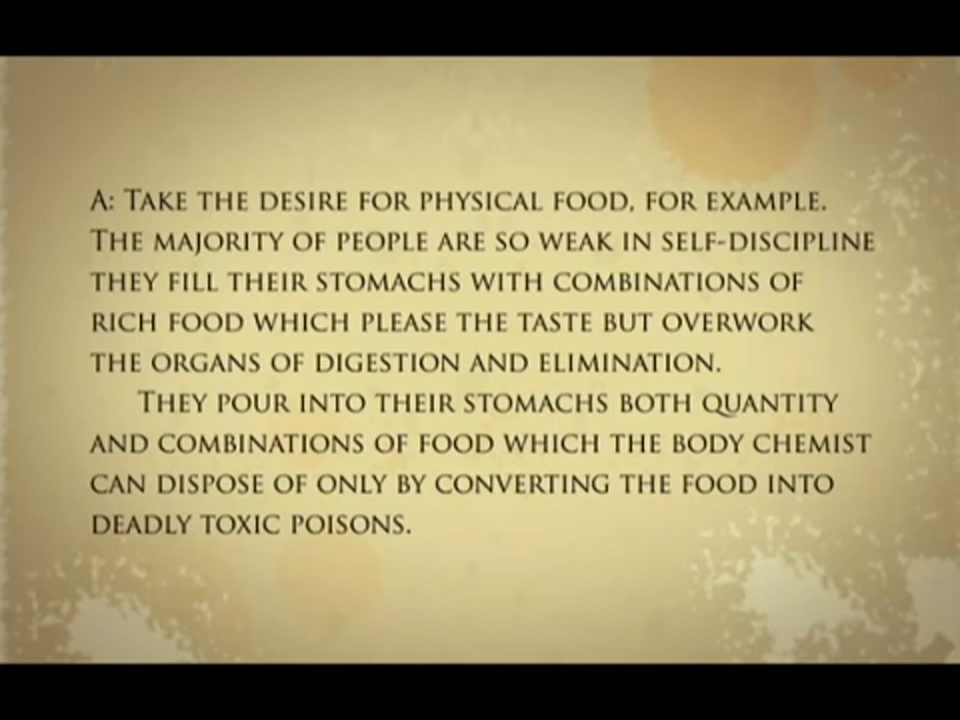 A: Take the desire for physical food, for example.
The majority of people are so weak in self-discipline
they fill their stomachs with combinations of
rich food which please the taste but overwork
the organs of digestion and elimination.
They pour into their stomachs both quantity
and combinations of food which the body chemist
can dispose of only by converting the food into
deadly toxic poisons.